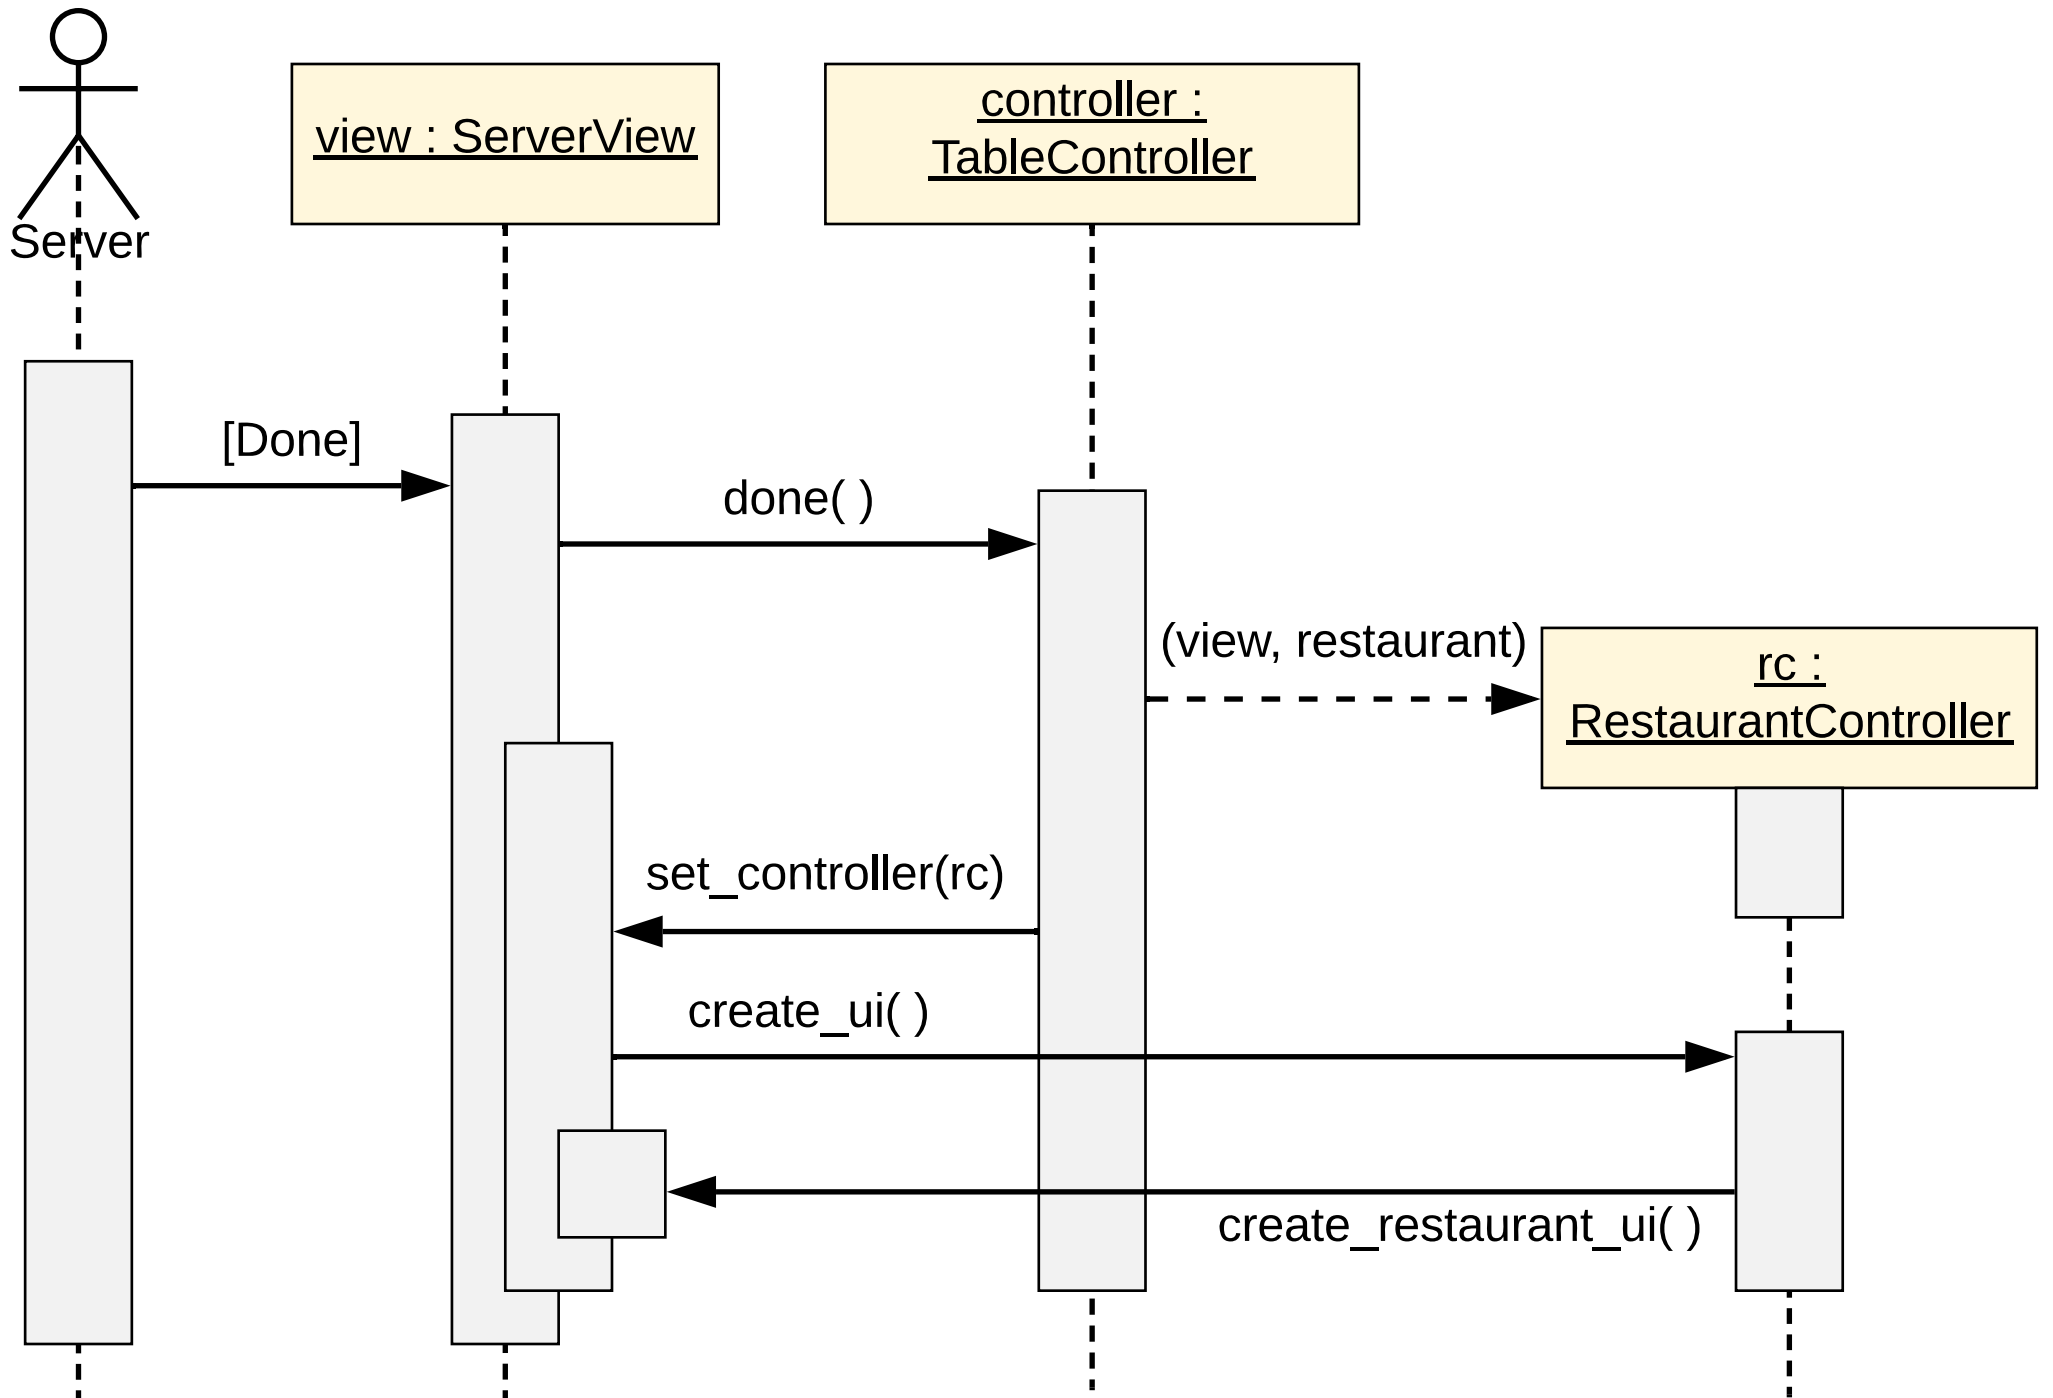 Server
view : ServerView
controller :
TableController
[Done]
done( )
(view, restaurant)
rc :
RestaurantController
set_controller(rc)
create_ui( )
create_restaurant_ui( )